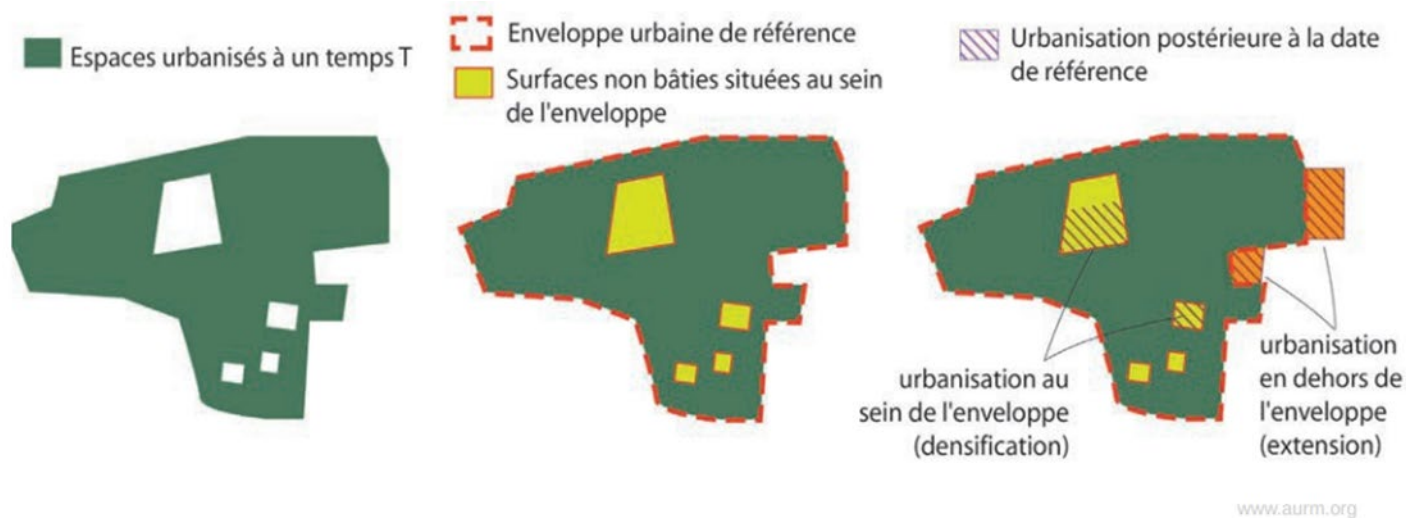 Espaces urbanisés à un temps T
Enveloppe urbaine de référence
Surfaces non bâties situées au sein
de l'enveloppe
Urbanisation postérieure à la date
de référence
urbanisation au
sein de l'enveloppe
(densification)
urbanisation
en dehors de
l'enveloppe
(extension)
www.aurm.org